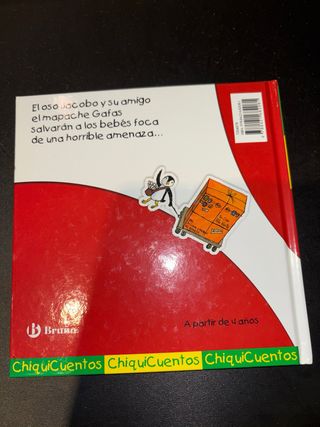 El oso Jacobo y su amigo
el mapache Gafas
salvarán a los bebés foca
de una horrible amenaza...
Bruño
A partir de 4 años
ChiquiCuentos ChiquiCuentos ChiquiCuentos